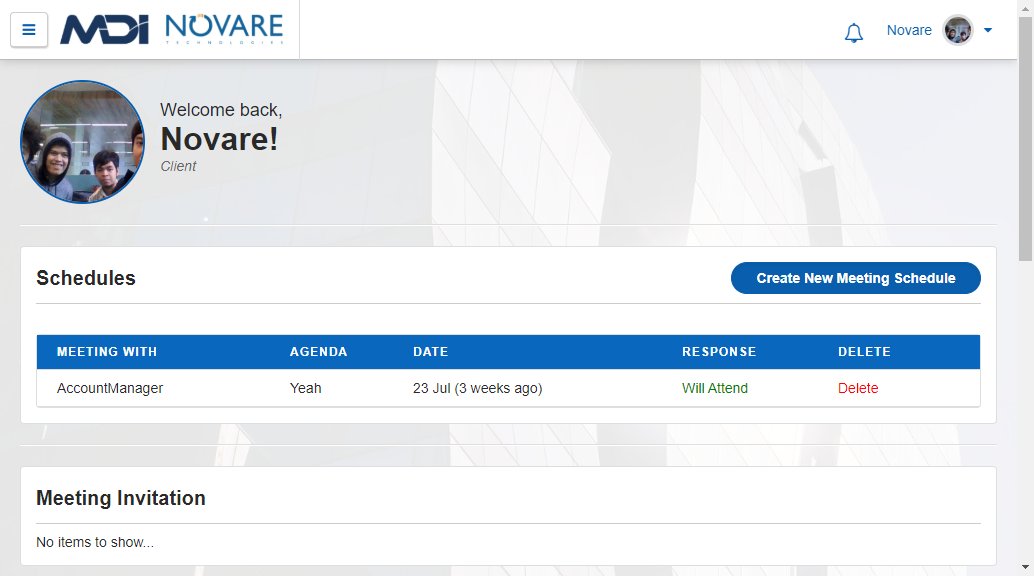 MDI NOVARE
TECHNOLOGIES
Novare
Welcome back,
Novare!
Client
Schedules
Create New Meeting Schedule
MEETING WITH AGENDA DATE RESPONSE DELETE
AccountManager Yeah 23 Jul (3 weeks ago) Will Attend Delete
Meeting Invitation
No items to show...